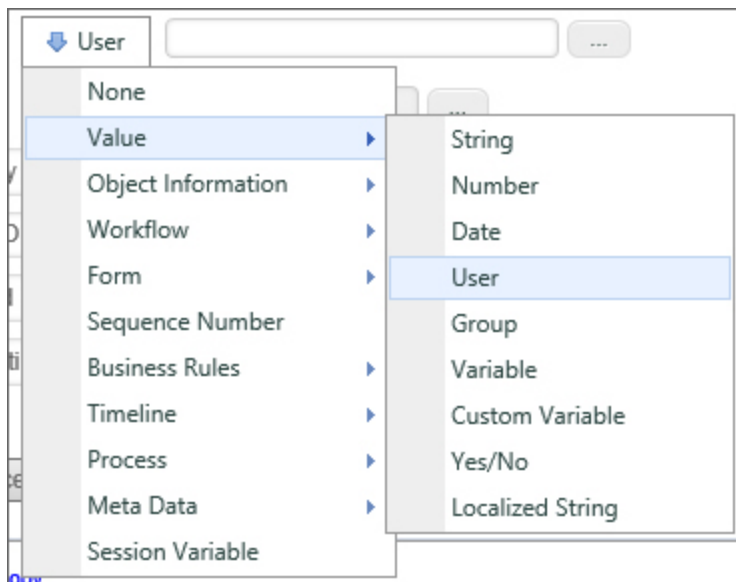 User
...
None
...
Value
String
Object Information
Number
Workflow
Date
Form
User
Sequence Number
Group
Business Rules
Variable
Timeline
Custom Variable
Process
Yes/No
Meta Data
Localized String
Session Variable